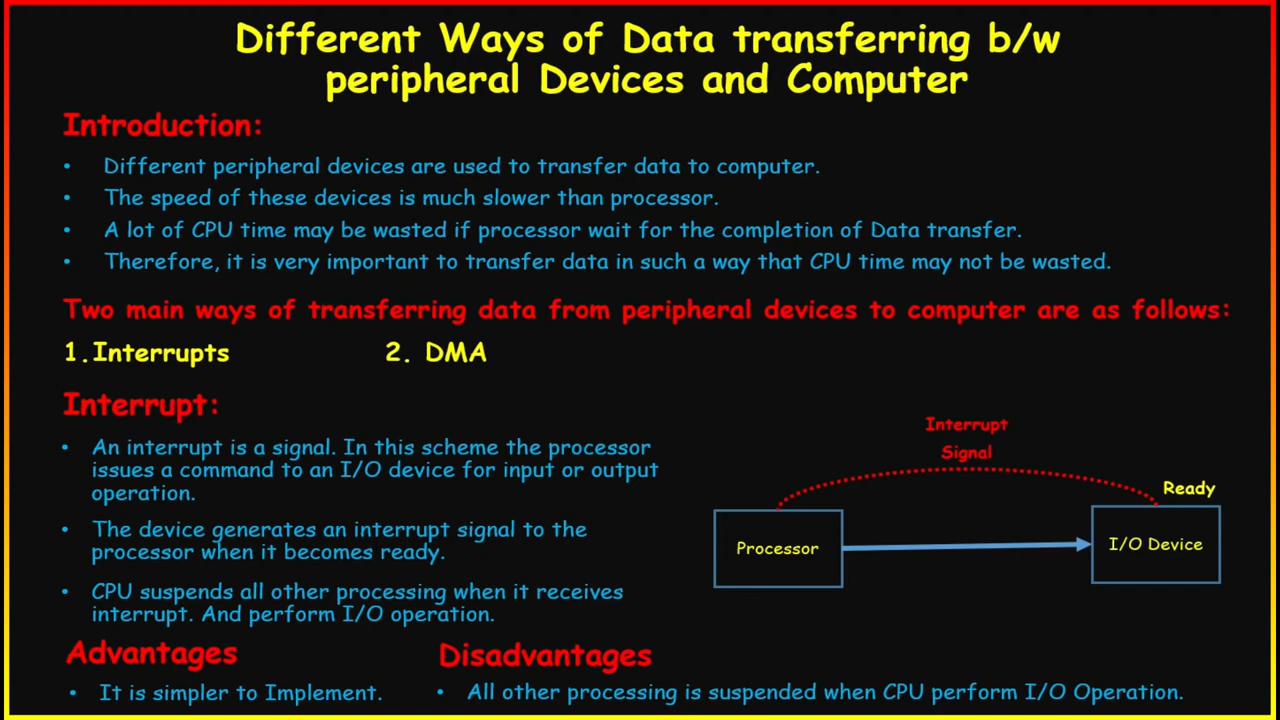 Different Ways of Data transferring b/w
peripheral Devices and Computer
Introduction:
• Different peripheral devices are used to transfer data to computer.
• The speed of these devices is much slower than processor.
• A lot of CPU time may be wasted if processor wait for the completion of Data transfer.
• Therefore, it is very important to transfer data in such a way that CPU time may not be wasted.
Two main ways of transferring data from peripheral devices to computer are as follows:
1.Interrupts 2. DMA
Interrupt:
• An interrupt is a signal. In this scheme the processor
issues a command to an I/O device for input or output
operation.
• The device generates an interrupt signal to the
processor when it becomes ready.
• CPU suspends all other processing when it receives
interrupt. And perform I/O operation.
Interrupt
Signal
Ready
Processor
I/O Device
Advantages
• It is simpler to Implement.
Disadvantages
• All other processing is suspended when CPU perform I/O Operation.